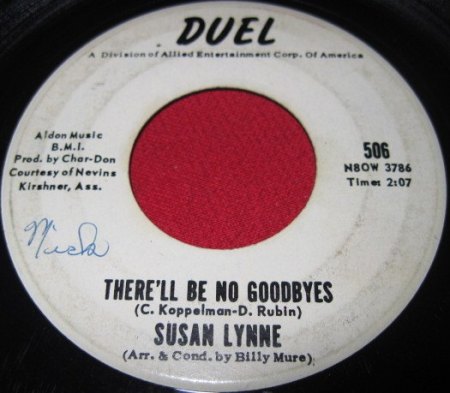 DUEL
A Division of Allied Entertainment Corp. Of America
Aldon Music
B.M.I.
Prod. by Char-Don
Courtesy of Nevins
Kirshner, Ass.
506
N8OW 3786
Time: 2:07
THERE'LL BE NO GOODBYES
(C. Koppelman-D. Rubin)
SUSAN LYNNE
(Arr. & Cond. by Billy Mure)